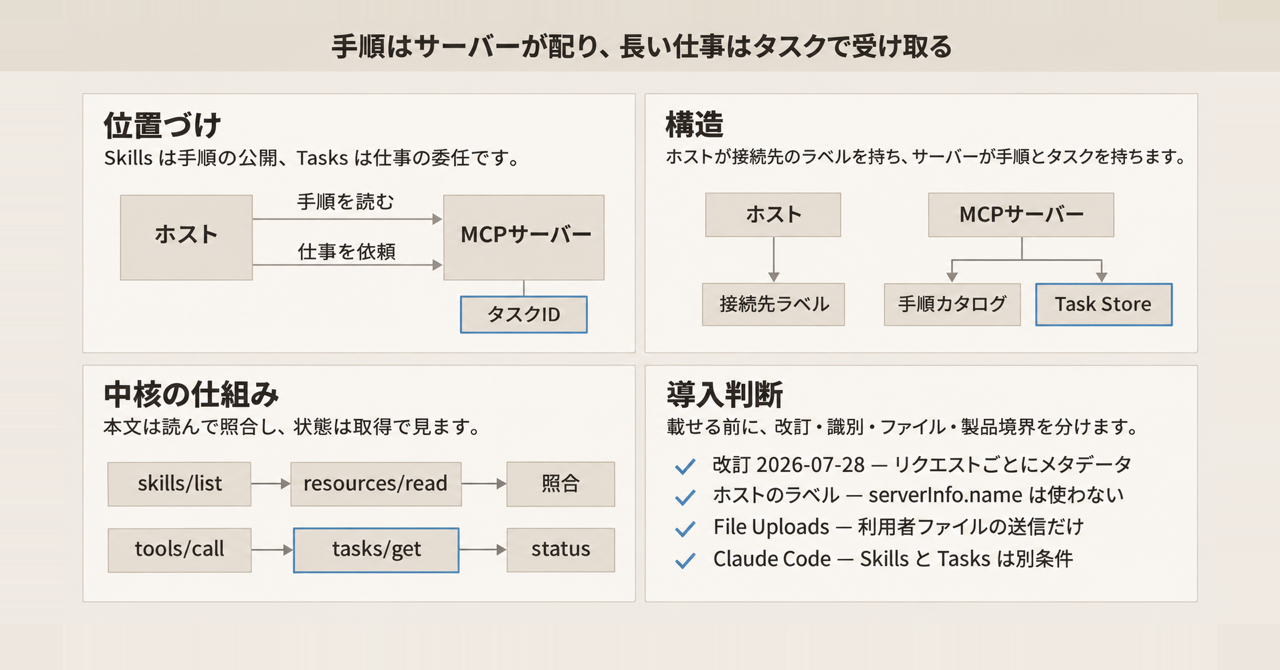 手順はサーバーが配り、長い仕事はタスクで受け取る
位置づけ
Skills は手順の公開、Tasks は仕事の委任です。
ホスト
手順を読む
仕事を依頼
MCPサーバー
タスクID
構造
ホストが接続先のラベルを持ち、サーバーが手順とタスクを持ちます。
ホスト
MCPサーバー
接続先ラベル
手順カタログ
Task Store
中核の仕組み
本文は読んで照合し、状態は取得で見ます。
skills/list
resources/read
照合
tools/call
tasks/get
status
導入判断
載せる前に、改訂・識別・ファイル・製品境界を分けます。
改訂 2026-07-28 — リクエストごとにメタデータ
ホストのラベル — serverInfo.name は使わない
File Uploads — 利用者ファイルの送信だけ
Claude Code — Skills と Tasks は別条件